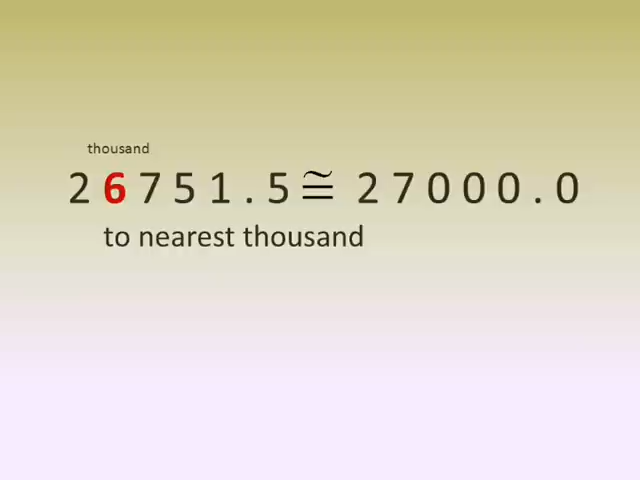 thousand
2 6 7 5 1 . 5 ≅ 2 7 0 0 0 . 0
to nearest thousand